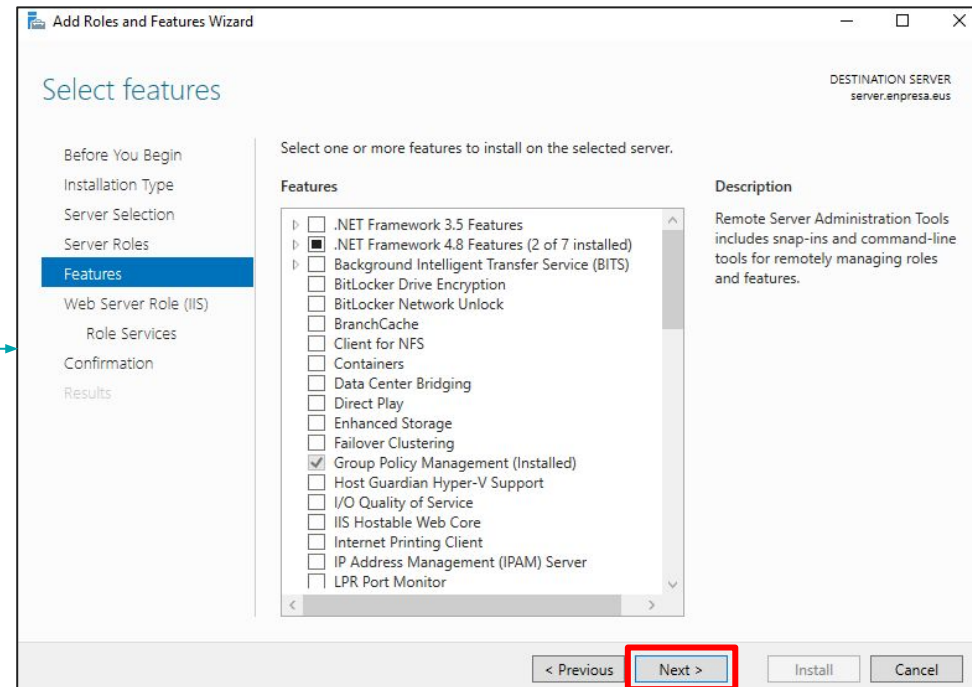 Add Roles and Features Wizard
Select features
DESTINATION SERVER
server.enpresa.eus
Before You Begin
Installation Type
Server Selection
Server Roles
Features
Web Server Role (IIS)
Role Services
Confirmation
Results
Select one or more features to install on the selected server.
Features
.NET Framework 3.5 Features
.NET Framework 4.8 Features (2 of 7 installed)
Background Intelligent Transfer Service (BITS)
BitLocker Drive Encryption
BitLocker Network Unlock
BranchCache
Client for NFS
Containers
Data Center Bridging
Direct Play
Enhanced Storage
Failover Clustering
Group Policy Management (Installed)
Host Guardian Hyper-V Support
I/O Quality of Service
IIS Hostable Web Core
Internet Printing Client
IP Address Management (IPAM) Server
LPR Port Monitor
Description
Remote Server Administration Tools
includes snap-ins and command-line
tools for remotely managing roles
and features.
< Previous
Next >
Install
Cancel